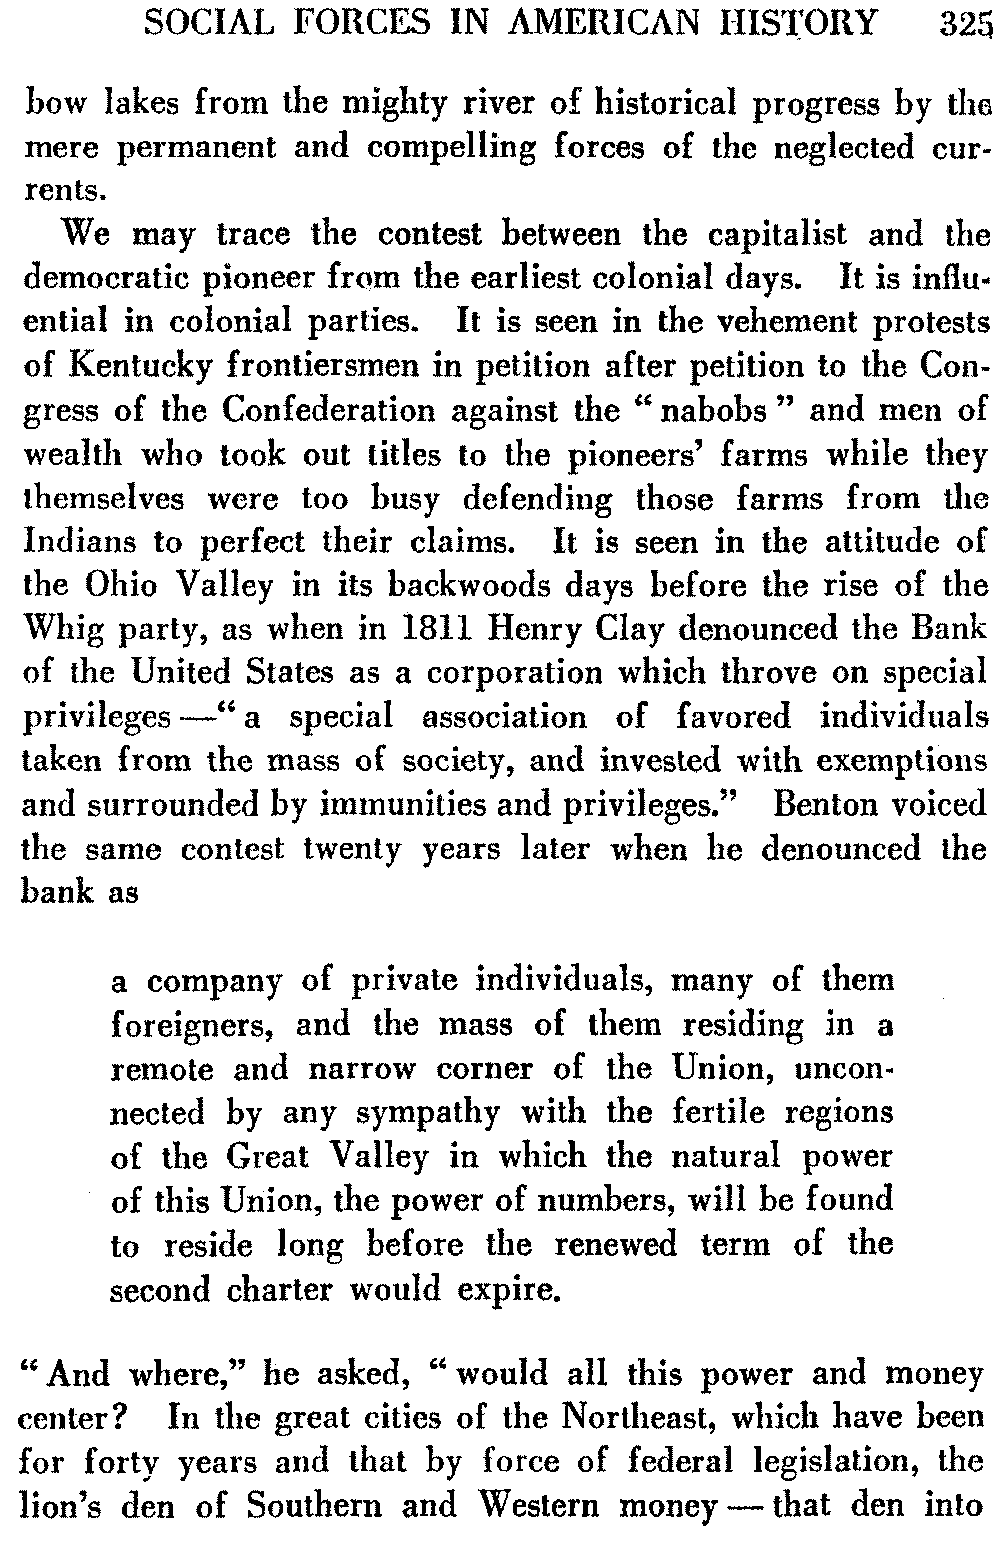 SOCIAL FORCES IN AMERICAN HISTORY 325
bow lakes from the mighty river of historical progress by the
mere permanent and compelling forces of the neglected cur-
rents.
We may trace the contest between the capitalist and the
democratic pioneer from the earliest colonial days. It is influ-
ential in colonial parties. It is seen in the vehement protests
of Kentucky frontiersmen in petition after petition to the Con-
gress of the Confederation against the “ nabobs ” and men of
wealth who took out titles to the pioneers’ farms while they
themselves were too busy defending those farms from the
Indians to perfect their claims. It is seen in the attitude of
the Ohio Valley in its backwoods days before the rise of the
Whig party, as when in 1811 Henry Clay denounced the Bank
of the United States as a corporation which throve on special
privileges —“ a special association of favored individuals
taken from the mass of society, and invested with exemptions
and surrounded by immunities and privileges.” Benton voiced
the same contest twenty years later when he denounced the
bank as
a company of private individuals, many of them
foreigners, and the mass of them residing in a
remote and narrow corner of the Union, uncon-
nected by any sympathy with the fertile regions
of the Great Valley in which the natural power
of this Union, the power of numbers, will be found
to reside long before the renewed term of the
second charter would expire.
“ And where,” he asked, “ would all this power and money
center? In the great cities of the Northeast, which have been
for forty years and that by force of federal legislation, the
lion’s den of Southern and Western money — that den into